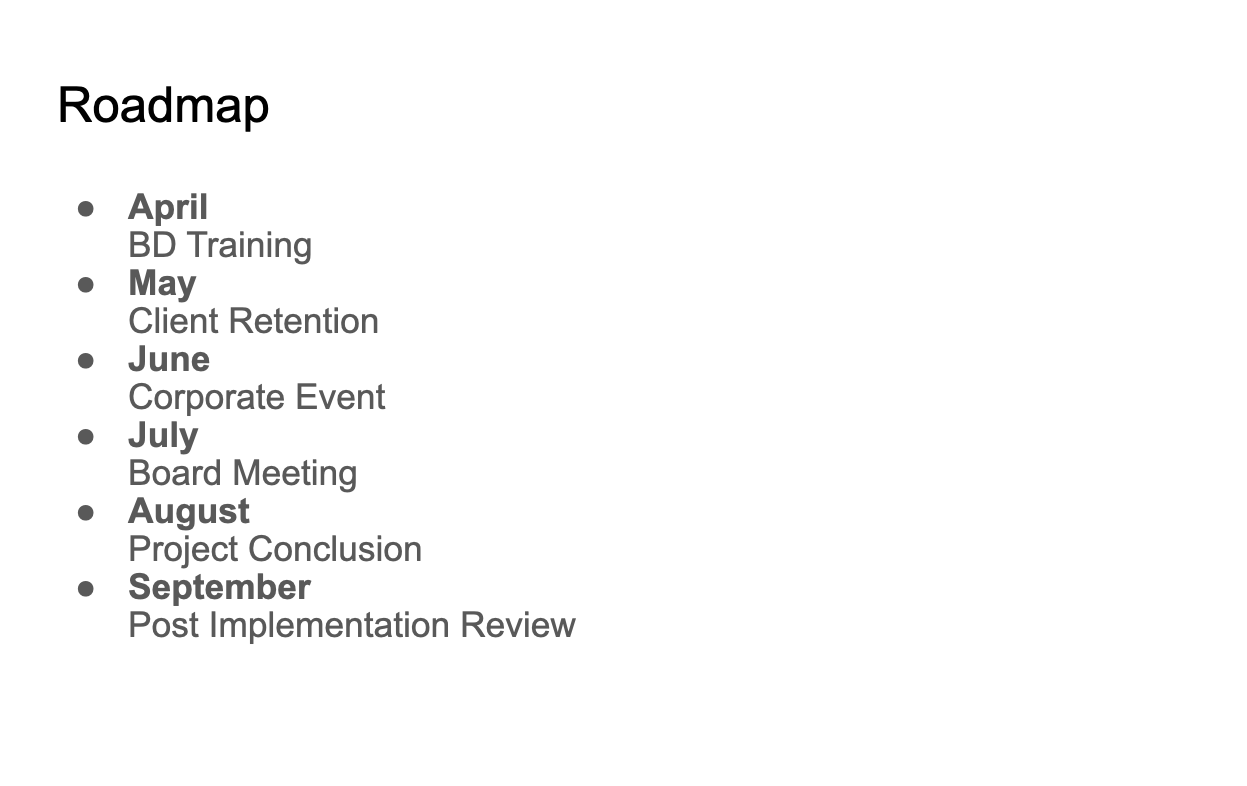 Roadmap
● April
BD Training
● May
Client Retention
● June
Corporate Event
● July
Board Meeting
● August
Project Conclusion
● September
Post Implementation Review